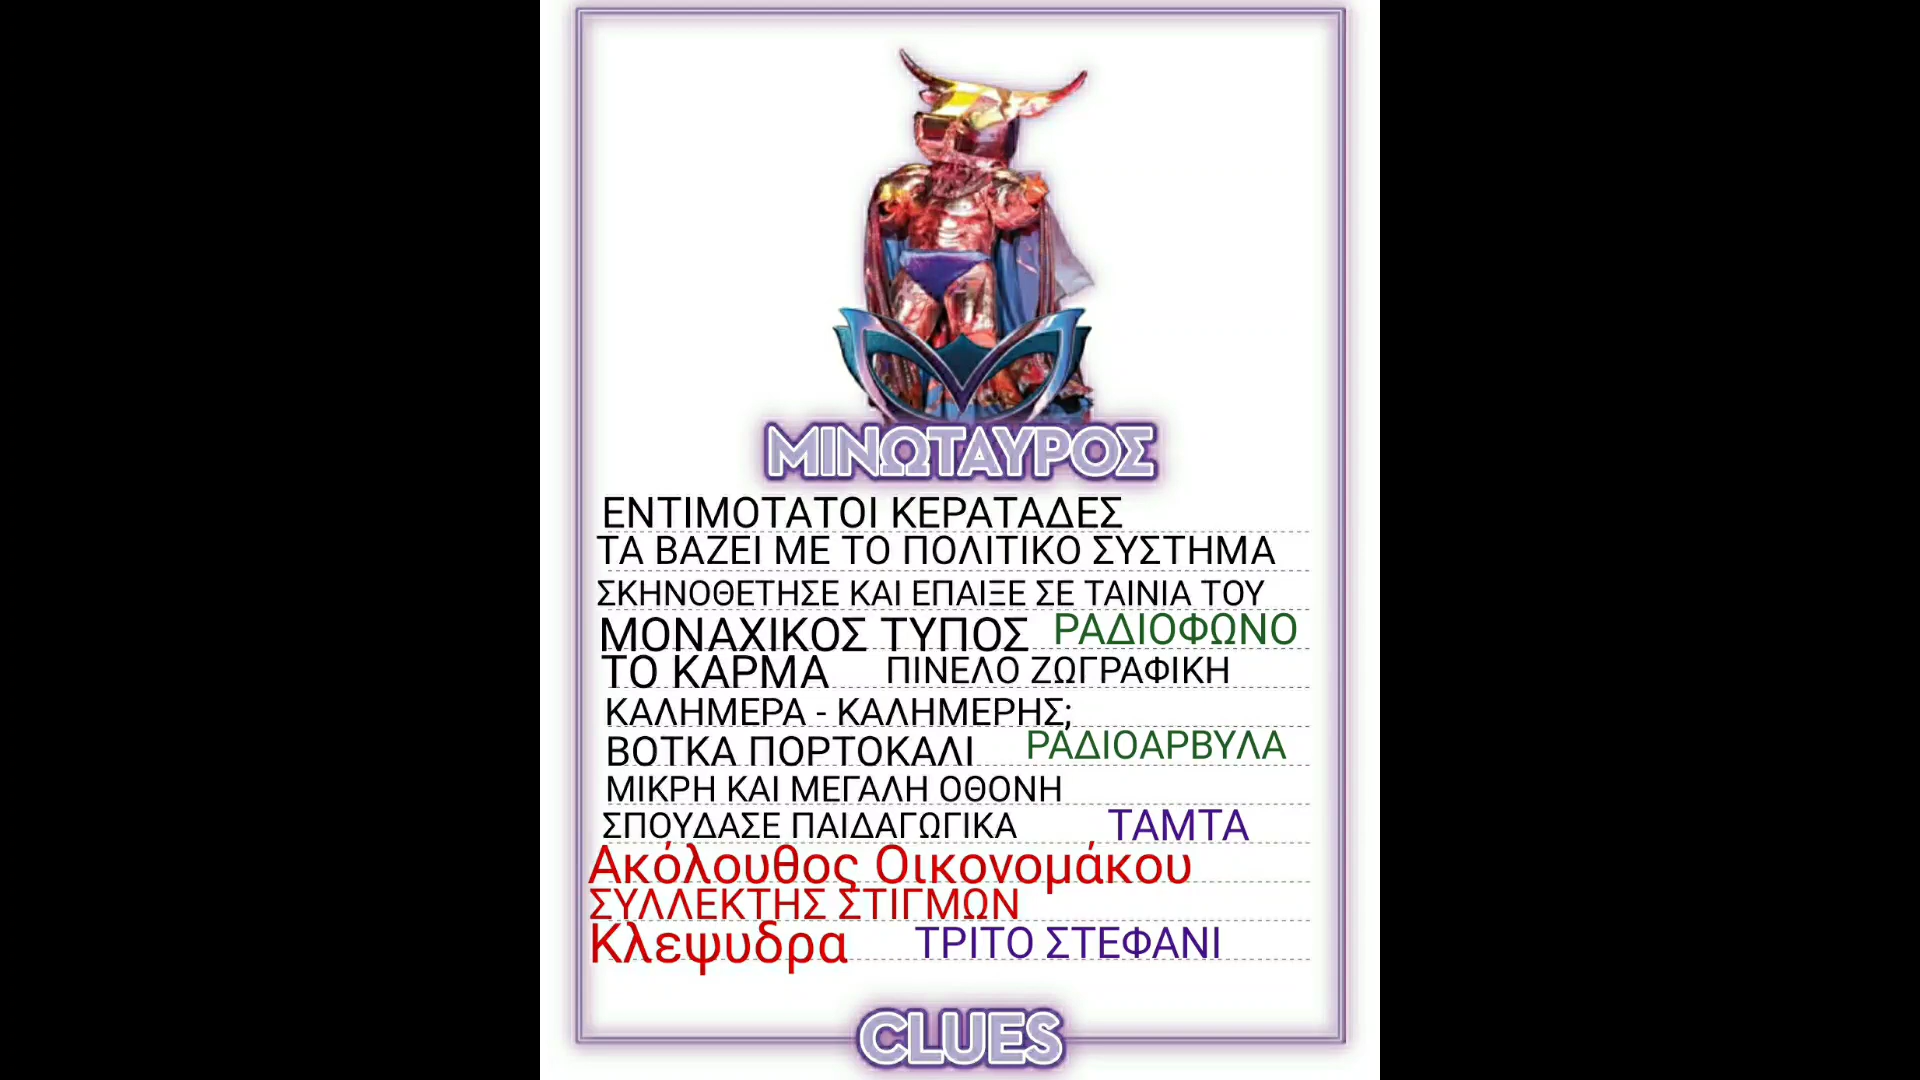 ΜΙΝΩΤΑΥΡΟΣ
ΕΝΤΙΜΟΤΑΤΟΙ ΚΕΡΑΤΑΔΕΣ
ΤΑ ΒΑΖΕΙ ΜΕ ΤΟ ΠΟΛΙΤΙΚΟ ΣΥΣΤΗΜΑ
ΣΚΗΝΟΘΕΤΗΣΕ ΚΑΙ ΕΠΑΙΞΕ ΣΕ ΤΑΙΝΙΑ ΤΟΥ
ΜΟΝΑΧΙΚΟΣ ΤΥΠΟΣ ΡΑΔΙΟΦΩΝΟ
ΤΟ ΚΑΡΜΑ ΠΙΝΕΛΟ ΖΩΓΡΑΦΙΚΗ
ΚΑΛΗΜΕΡΑ - ΚΑΛΗΜΕΡΗΣ;
ΒΟΤΚΑ ΠΟΡΤΟΚΑΛΙ ΡΑΔΙΟΑΡΒΥΛΑ
ΜΙΚΡΗ ΚΑΙ ΜΕΓΑΛΗ ΟΘΟΝΗ
ΣΠΟΥΔΑΣΕ ΠΑΙΔΑΓΩΓΙΚΑ ΤΑΜΤΑ
Ακόλουθος Οικονομάκου
ΣΥΛΛΕΚΤΗΣ ΣΤΙΓΜΩΝ
Κλεψυδρα ΤΡΙΤΟ ΣΤΕΦΑΝΙ
CLUES